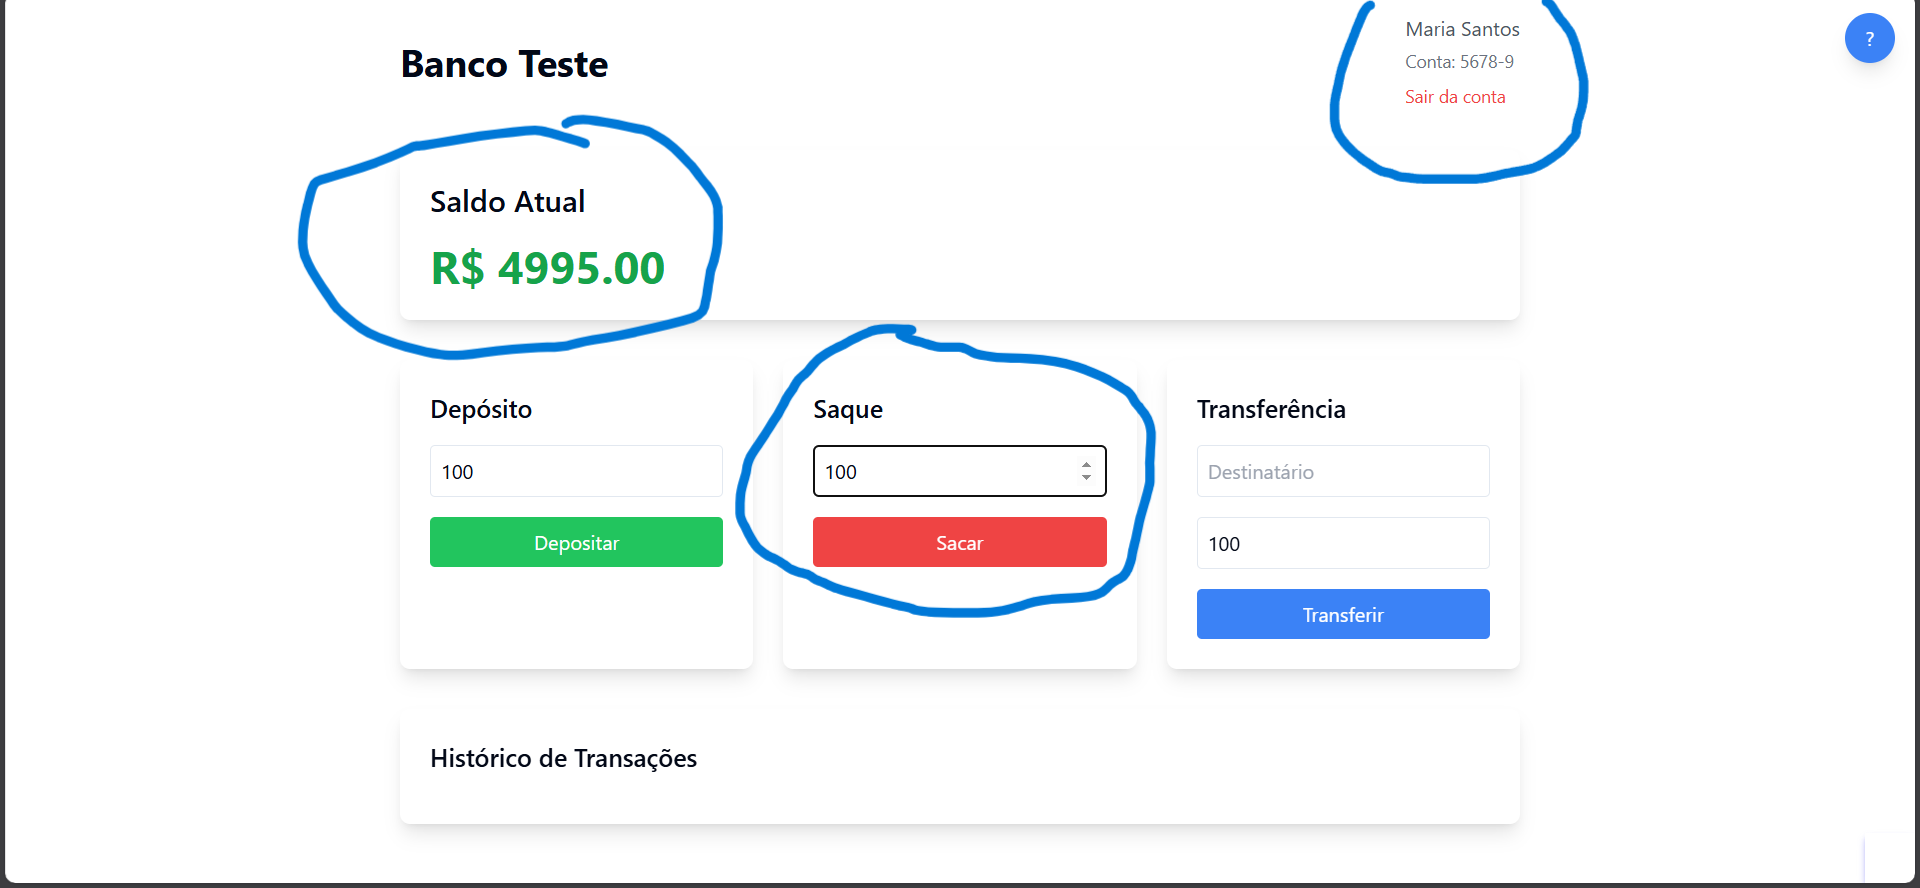 Banco Teste
Maria Santos
Conta: 5678-9
Sair da conta
?
Saldo Atual
R$ 4995.00
Depósito
100
Depositar
Saque
100
Sacar
Transferência
Destinatário
100
Transferir
Histórico de Transações